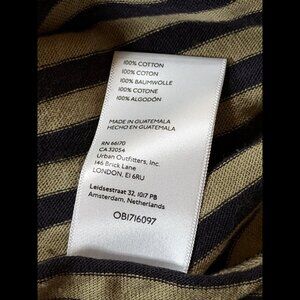 100% COTTON
100% COTON
100% BAUMWOLLE
100% COTONE
100% ALGODÓN
MADE IN GUATEMALA
HECHO EN GUATEMALA
RN 66170
CA 32054
Urban Outfitters, Inc.
146 Brick Lane
LONDON, E1 6RU
Leidsestraat 32, 1017 PB
Amsterdam, Netherlands
OB1716097